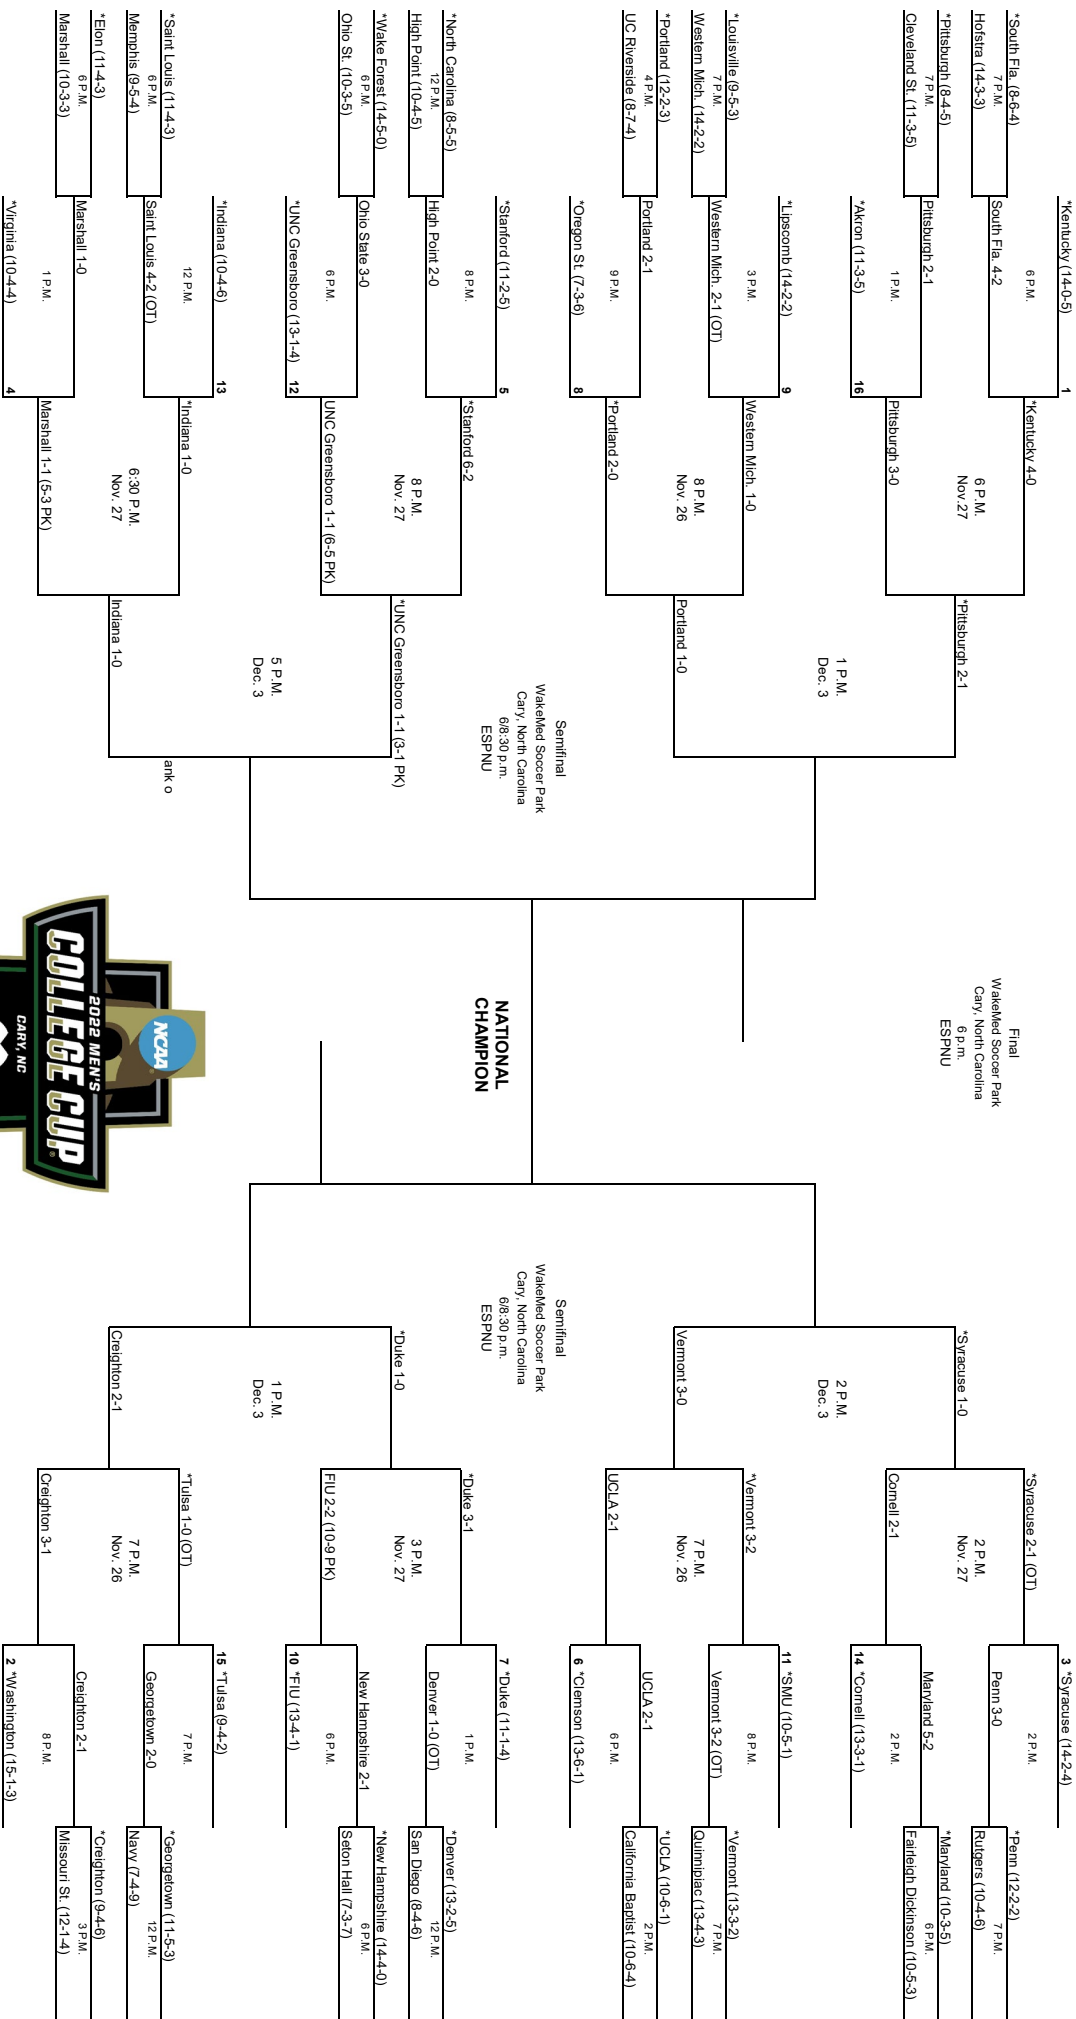 *South Fla. (8-6-4)
7 P.M.
Hofstra (14-3-3)
*Pittsburgh (8-4-5)
7 P.M.
Cleveland St. (11-3-5)
*Louisville (9-5-3)
7 P.M.
Western Mich. (14-2-2)
*Portland (12-2-3)
4 P.M.
UC Riverside (8-7-4)
*North Carolina (8-5-5)
12 P.M.
High Point (10-4-5)
*Wake Forest (14-5-0)
6 P.M.
Ohio St. (10-3-5)
*Saint Louis (11-4-3)
6 P.M.
Memphis (9-5-4)
*Elon (11-4-3)
6 P.M.
Marshall (10-3-3)
*Kentucky (14-0-5)
1
6 P.M.
South Fla. 4-2
Pittsburgh 2-1
1 P.M.
*Akron (11-3-5)
16
*Lipscomb (14-2-2)
9
3 P.M.
Western Mich. 2-1 (OT)
Portland 2-1
9 P.M.
*Oregon St. (7-3-6)
8
*Stanford (11-2-5)
5
8 P.M.
High Point 2-0
Ohio State 3-0
6 P.M.
*UNC Greensboro (13-1-4)
12
*Indiana (10-4-6)
13
12 P.M.
Saint Louis 4-2 (OT)
Marshall 1-0
1 P.M.
*Virginia (10-4-4)
4
*Kentucky 4-0
6 P.M.
Nov.27
Pittsburgh 3-0
Western Mich. 1-0
8 P.M.
Nov. 26
*Portland 2-0
*Stanford 6-2
8 P.M.
Nov. 27
UNC Greensboro 1-1 (6-5 PK)
*Indiana 1-0
6:30 P.M.
Nov. 27
Marshall 1-1 (5-3 PK)
*Pittsburgh 2-1
1 P.M.
Dec. 3
Portland 1-0
*UNC Greensboro 1-1 (3-1 PK)
5 P.M.
Dec. 3
Indiana 1-0
Semifinal
WakeMed Soccer Park
Cary, North Carolina
6/8:30 p.m.
ESPNU
ank o
Final
WakeMed Soccer Park
Cary, North Carolina
6 p.m.
ESPNU
NATIONAL
CHAMPION
NCAA
2022 MEN'S
COLLEGE CUP®
CARY, NC
Semifinal
WakeMed Soccer Park
Cary, North Carolina
6/8:30 p.m.
ESPNU
*Syracuse 1-0
2 P.M.
Dec. 3
Vermont 3-0
*Duke 1-0
1 P.M.
Dec. 3
Creighton 2-1
*Syracuse 2-1 (OT)
2 P.M.
Nov. 27
Cornell 2-1
*Vermont 3-2
7 P.M.
Nov. 26
UCLA 2-1
*Duke 3-1
3 P.M.
Nov. 27
FIU 2-2 (10-9 PK)
*Tulsa 1-0 (OT)
7 P.M.
Nov. 26
Creighton 3-1
3 *Syracuse (14-2-4)
2 P.M.
Penn 3-0
Maryland 5-2
2 P.M.
14 *Cornell (13-3-1)
11 *SMU (10-5-1)
8 P.M.
Vermont 3-2 (OT)
UCLA 2-1
6 P.M.
6 *Clemson (13-6-1)
7 *Duke (11-1-4)
1 P.M.
Denver 1-0 (OT)
New Hampshire 2-1
6 P.M.
10 *FIU (13-4-1)
15 *Tulsa (9-4-2)
7 P.M.
Georgetown 2-0
Creighton 2-1
8 P.M.
2 *Washington (15-1-3)
*Penn (12-2-2)
7 P.M.
Rutgers (10-4-6)
*Maryland (10-3-5)
6 P.M.
Fairleigh Dickinson (10-5-3)
*Vermont (13-3-2)
7 P.M.
Quinnipiac (13-4-3)
*UCLA (10-6-1)
2 P.M.
California Baptist (10-6-4)
*Denver (13-2-5)
12 P.M.
San Diego (8-4-6)
*New Hampshire (14-4-0)
6 P.M.
Seton Hall (7-3-7)
*Georgetown (11-5-3)
12 P.M.
Navy (7-4-9)
*Creighton (9-4-6)
3 P.M.
Missouri St. (12-1-4)